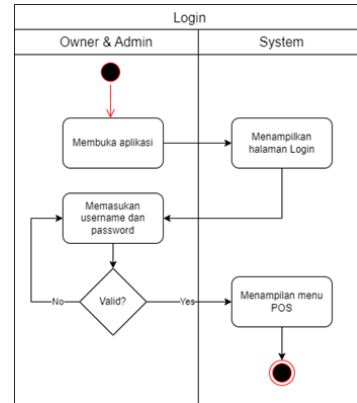 Login
Owner & Admin
System
Membuka aplikasi
Menampilkan
halaman Login
Memasukan
username dan
password
No
Valid?
Yes
Menampilan menu
POS